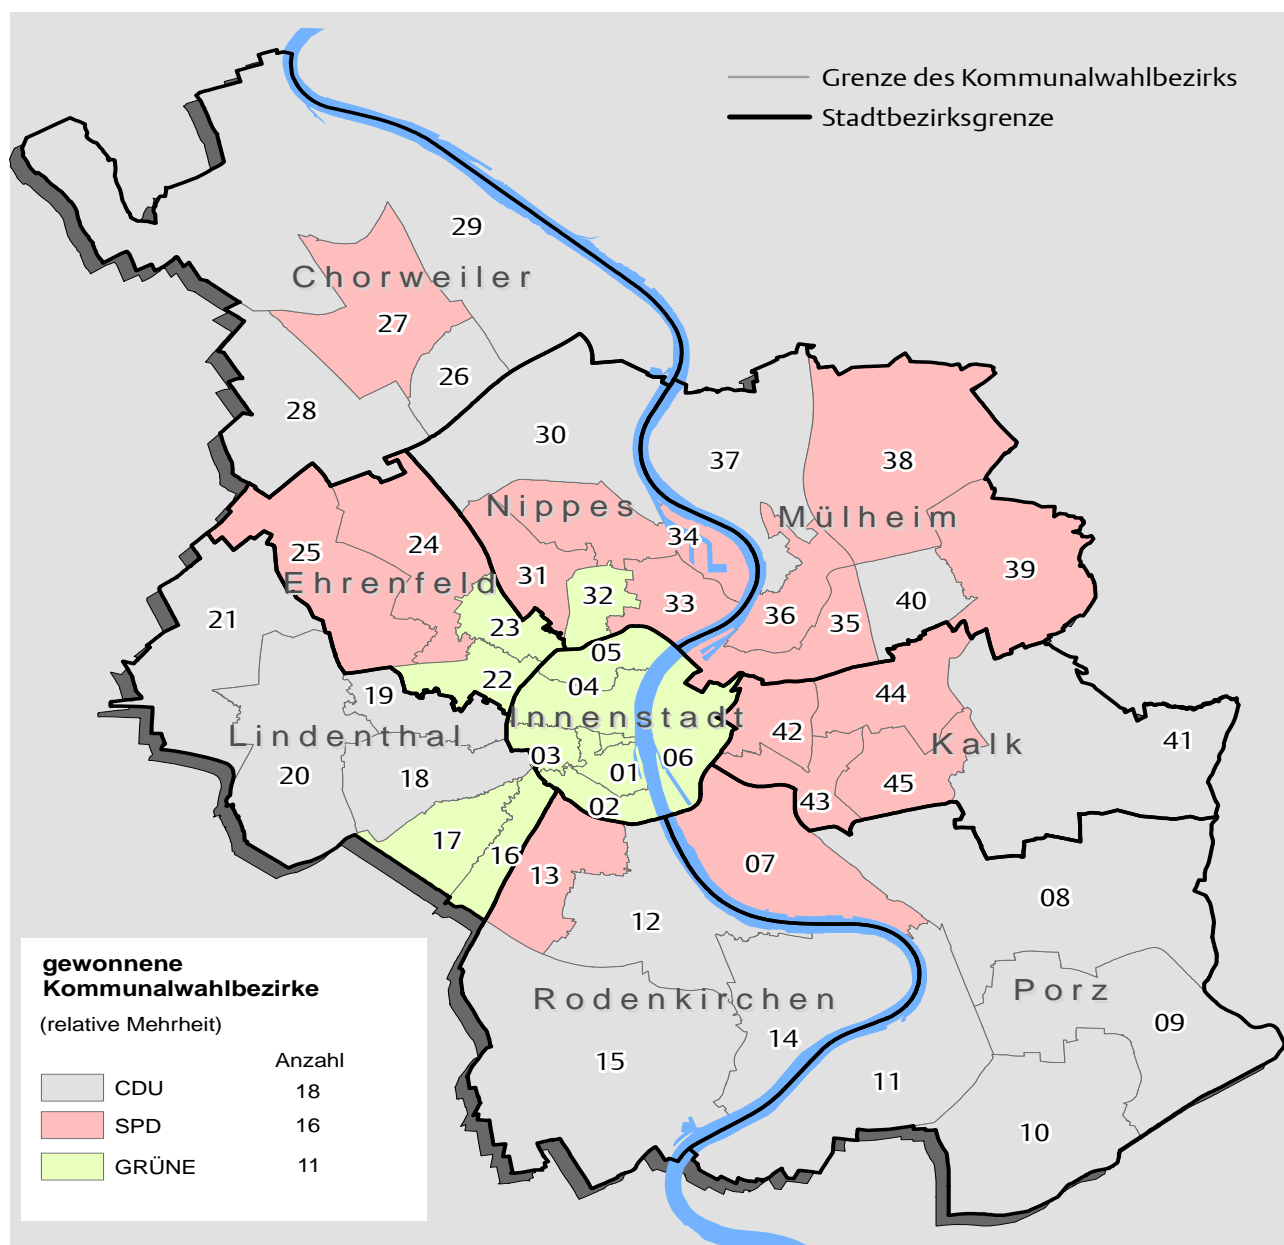 Grenze des Kommunalwahlbezirks
Stadtbezirksgrenze
29
Chorweiler
27
26
28
30
37
38
Nippes
Mülheim
34
24
25
31
39
Ehrenfeld
32
33
40
21
36
35
23
05
22
04
19
44
Innenstadt
42
Lindenthal
Kalk
41
03
06
01
20
18
45
43
02
17
16
07
13
08
12
Porz
Rodenkirchen
09
14
15
11
10
gewonnene
Kommunalwahlbezirke
(relative Mehrheit)
Anzahl
CDU 18
SPD 16
GRÜNE 11